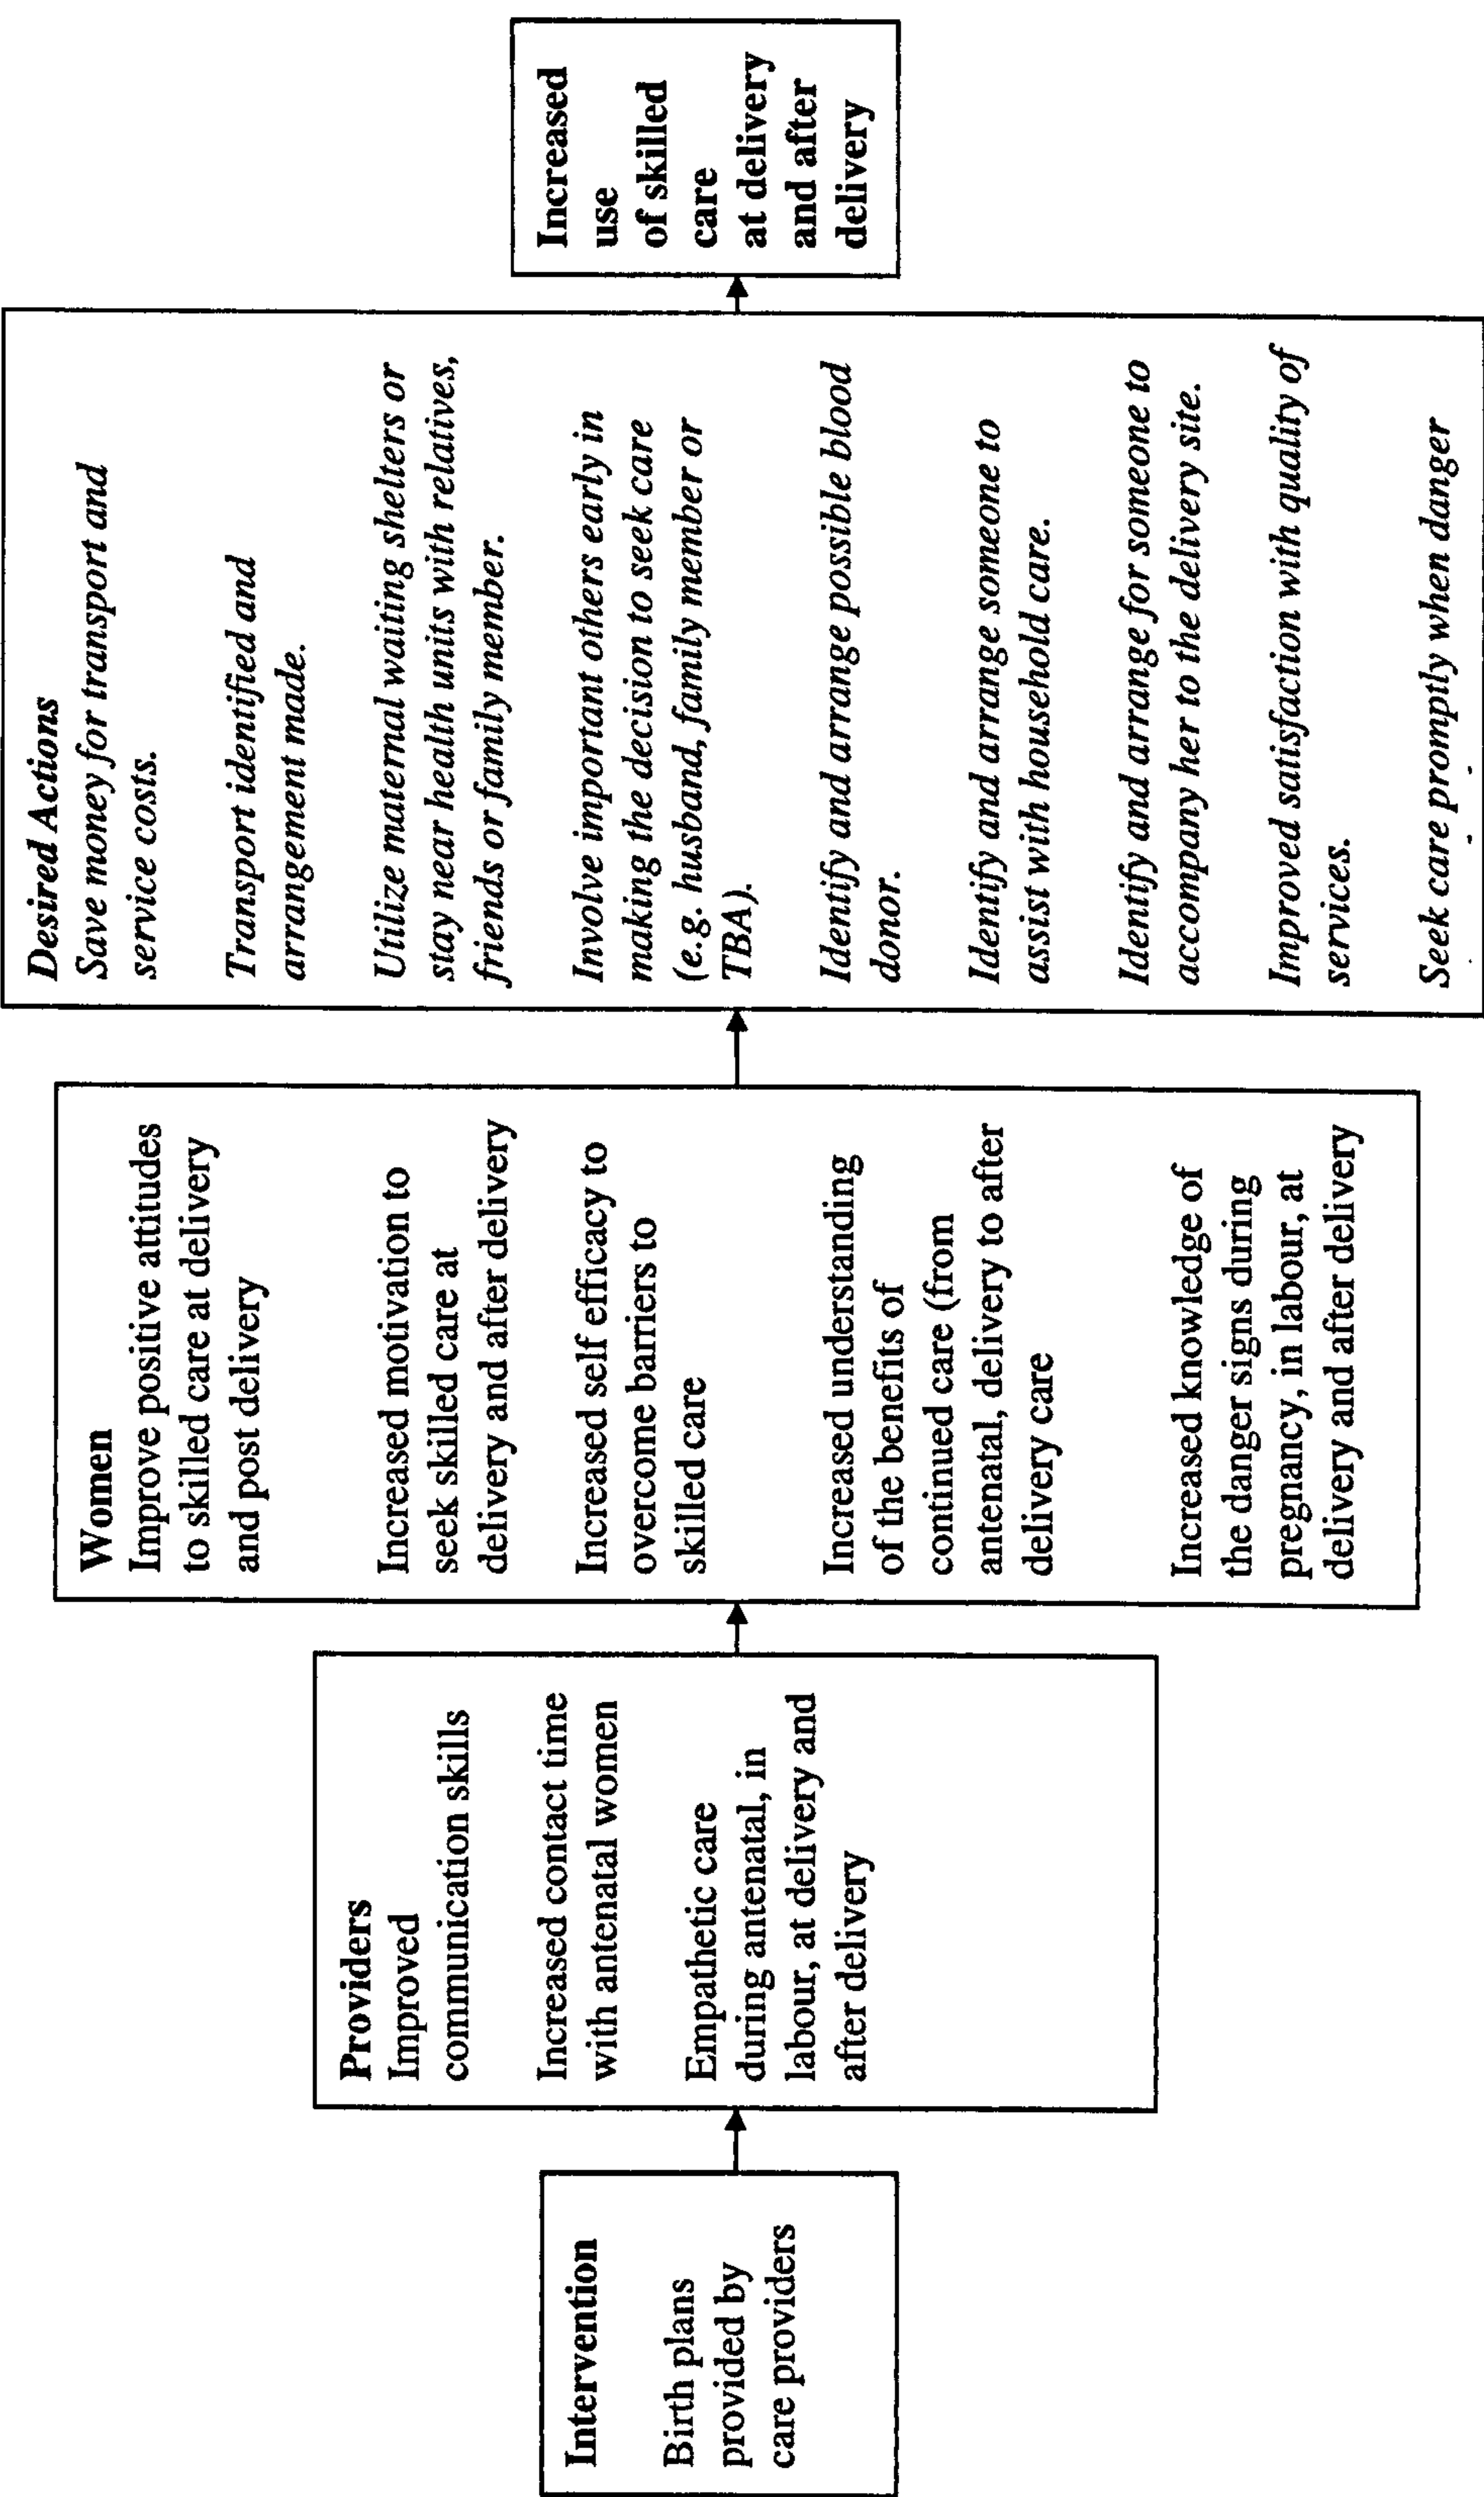 Intervention
Birth plans
provided by
care providers
Providers
Improved
communication skills
Increased contact time
with antenatal women
Empathetic care
during antenatal, in
labour, at delivery and
after delivery
Women
Improve positive attitudes
to skilled care at delivery
and post delivery
Increased motivation to
seek skilled care at
delivery and after delivery
Increased self efficacy to
overcome barriers to
skilled care
Increased understanding
of the benefits of
continued care (from
antenatal, delivery to after
delivery care
Increased knowledge of
the danger signs during
pregnancy, in labour, at
delivery and after delivery
Desired Actions
Save money for transport and
service costs.
Transport identified and
arrangement made.
Utilize maternal waiting shelters or
stay near health units with relatives,
friends or family member.
Involve important others early in
making the decision to seek care
(e.g. husband, family member or
TBA).
Identify and arrange possible blood
donor.
Identify and arrange someone to
assist with household care.
Identify and arrange for someone to
accompany her to the delivery site.
Improved satisfaction with quality of
services.
Seek care promptly when danger
Increased
use
of skilled
care
at delivery
and after
delivery